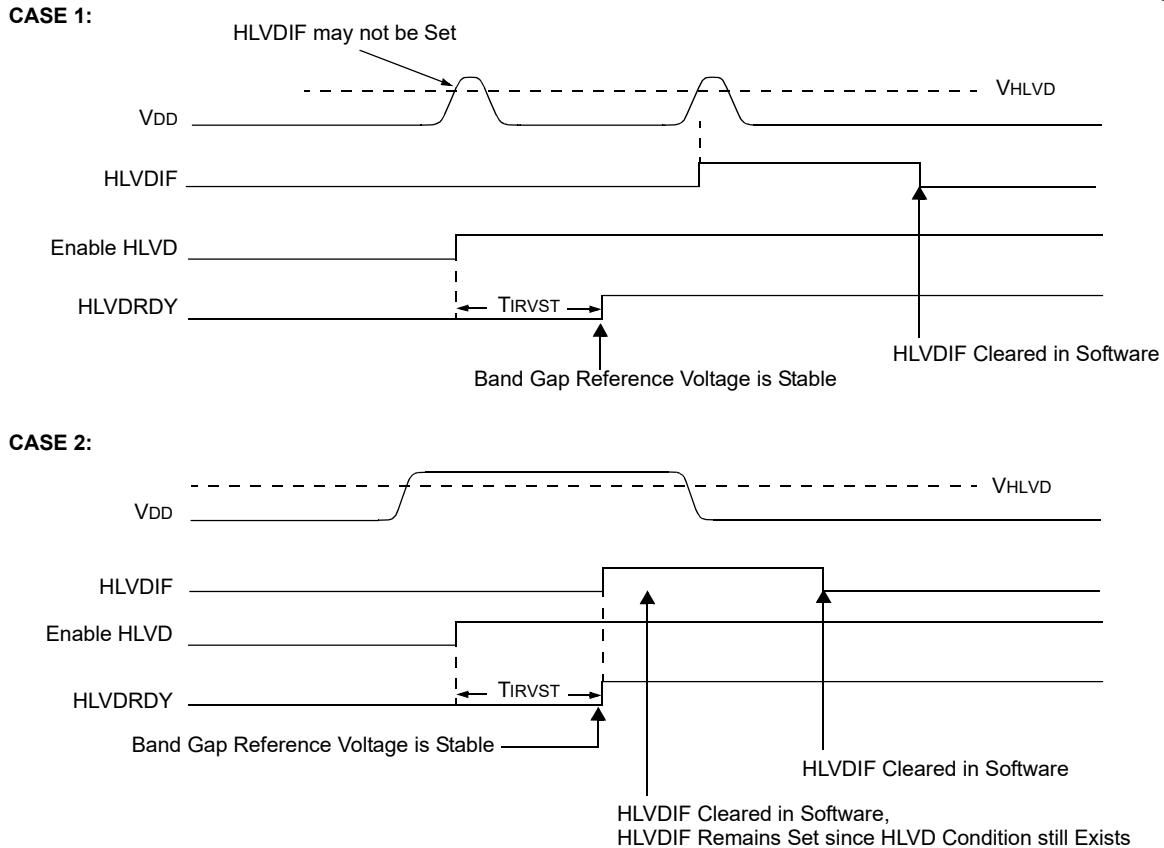 CASE 1:
HLVDIF may not be Set
VHLVD
VDD
HLVDIF
Enable HLVD
HLVDRDY
TIRVST
HLVDIF Cleared in Software
Band Gap Reference Voltage is Stable
CASE 2:
VHLVD
VDD
HLVDIF
Enable HLVD
HLVDRDY
TIRVST
Band Gap Reference Voltage is Stable
HLVDIF Cleared in Software
HLVDIF Cleared in Software,
HLVDIF Remains Set since HLVD Condition still Exists